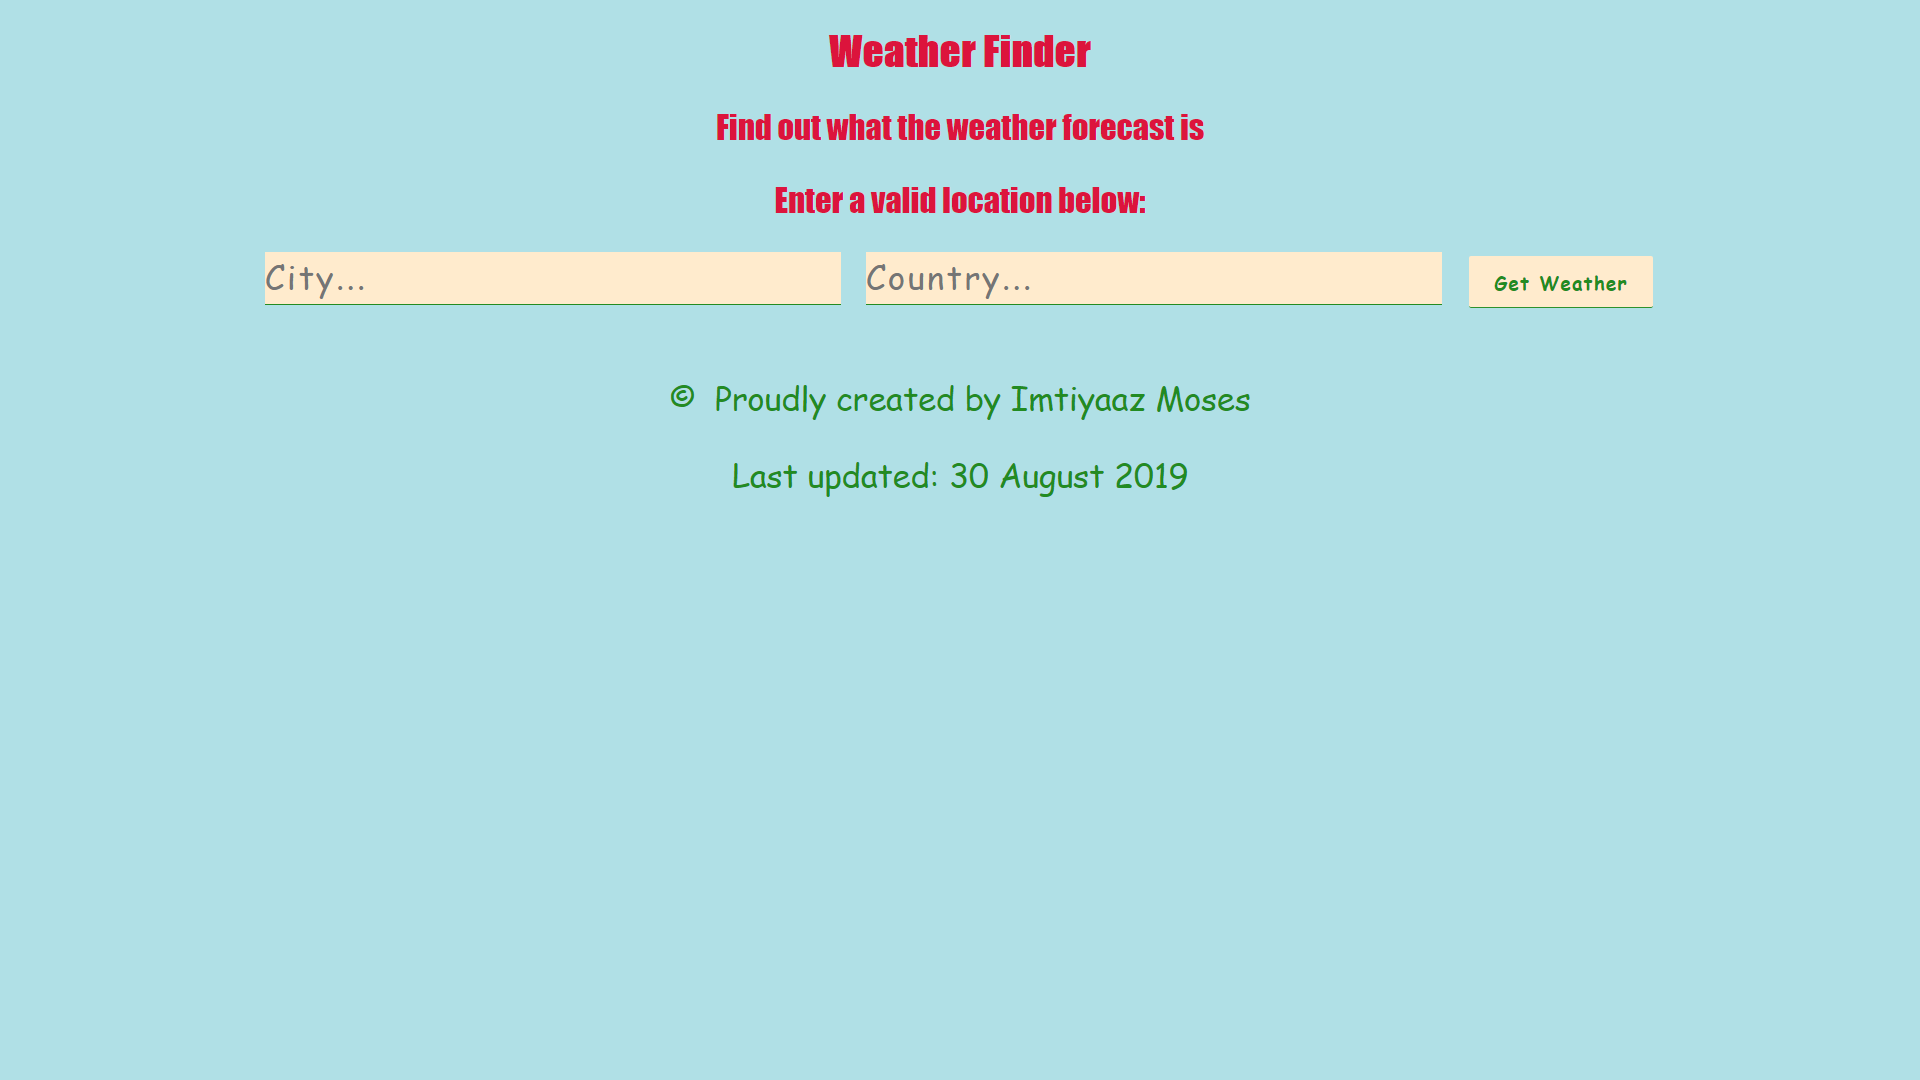 Weather Finder
Find out what the weather forecast is
Enter a valid location below:
City... Country... Get Weather
© Proudly created by Imtiyaaz Moses
Last updated: 30 August 2019